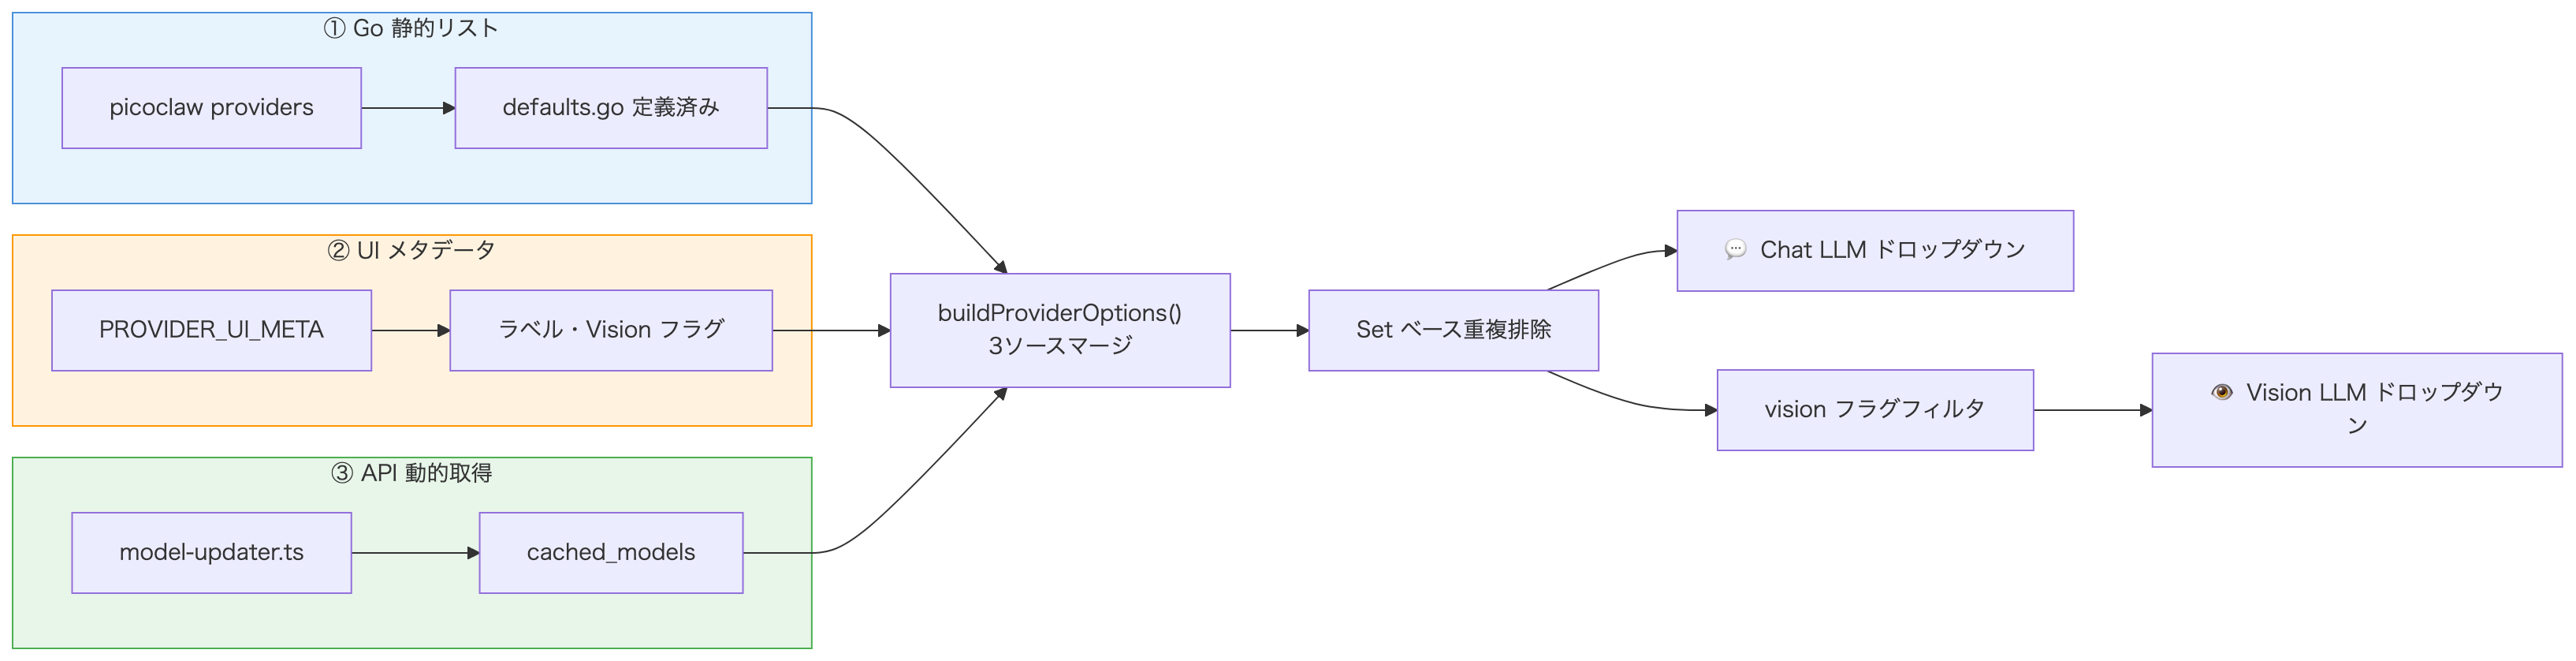 ① Go 静的リスト
picoclaw providers
defaults.go 定義済み
② UI メタデータ
PROVIDER_UI_META
ラベル・Vision フラグ
③ API 動的取得
model-updater.ts
cached_models
buildProviderOptions()
3ソースマージ
Set ベース重複排除
💬 Chat LLM ドロップダウン
vision フラグフィルタ
👁️ Vision LLM ドロップダウ
ン